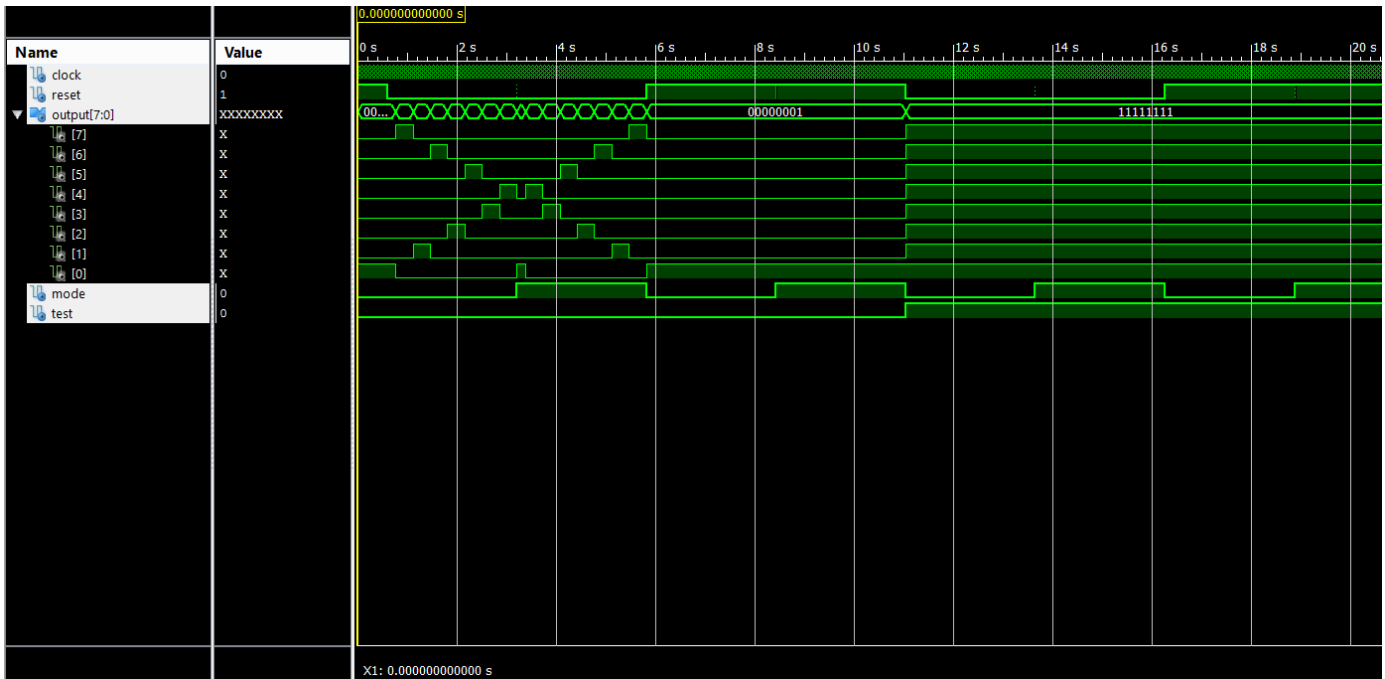 0.000000000000 s
Name Value 0 s 2 s 4 s 6 s 8 s 10 s 12 s 14 s 16 s 18 s 20 s
clock 0
reset 1
output[7:0] XXXXXXXX 00... 00000001 11111111
[7] X
[6] X
[5] X
[4] X
[3] X
[2] X
[1] X
[0] X
mode 0
test 0
X1: 0.000000000000 s